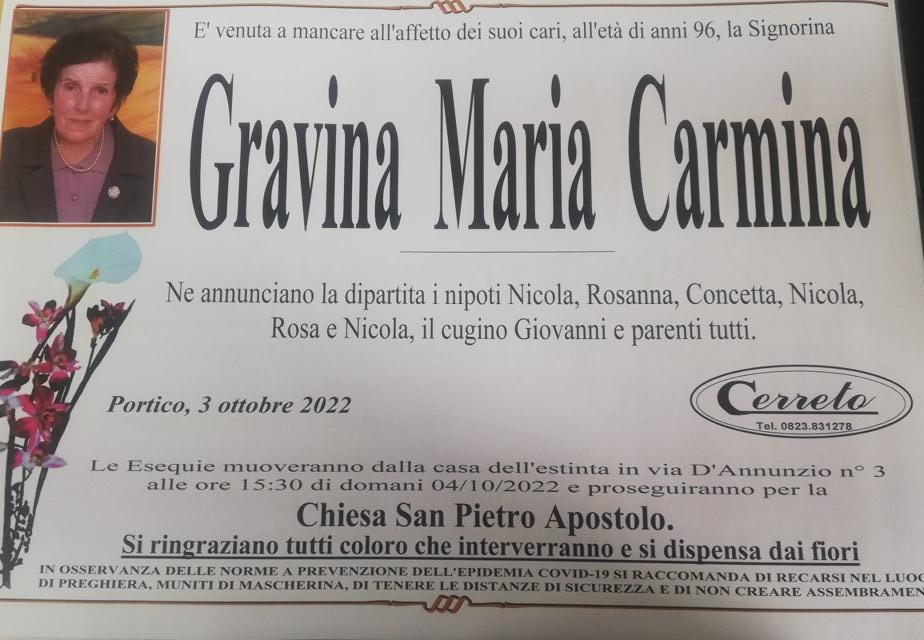 E' venuta a mancare all'affetto dei suoi cari, all'età di anni 96, la Signorina
Gravina Maria Carmina
Ne annunciano la dipartita i nipoti Nicola, Rosanna, Concetta, Nicola,
Rosa e Nicola, il cugino Giovanni e parenti tutti.
Portico, 3 ottobre 2022
Cerreto
Tel. 0823.831278
Le Esequie muoveranno dalla casa dell'estinta in via D'Annunzio n° 3
alle ore 15:30 di domani 04/10/2022 e proseguiranno per la
Chiesa San Pietro Apostolo.
Si ringraziano tutti coloro che interverranno e si dispensa dai fiori
IN OSSERVANZA DELLE NORME A PREVENZIONE DELL'EPIDEMIA COVID-19 SI RACCOMANDA DI RECARSI NEL LUOG
DI PREGHIERA, MUNITI DI MASCHERINA, DI TENERE LE DISTANZE DI SICUREZZA E DI NON CREARE ASSEMBRAMEN